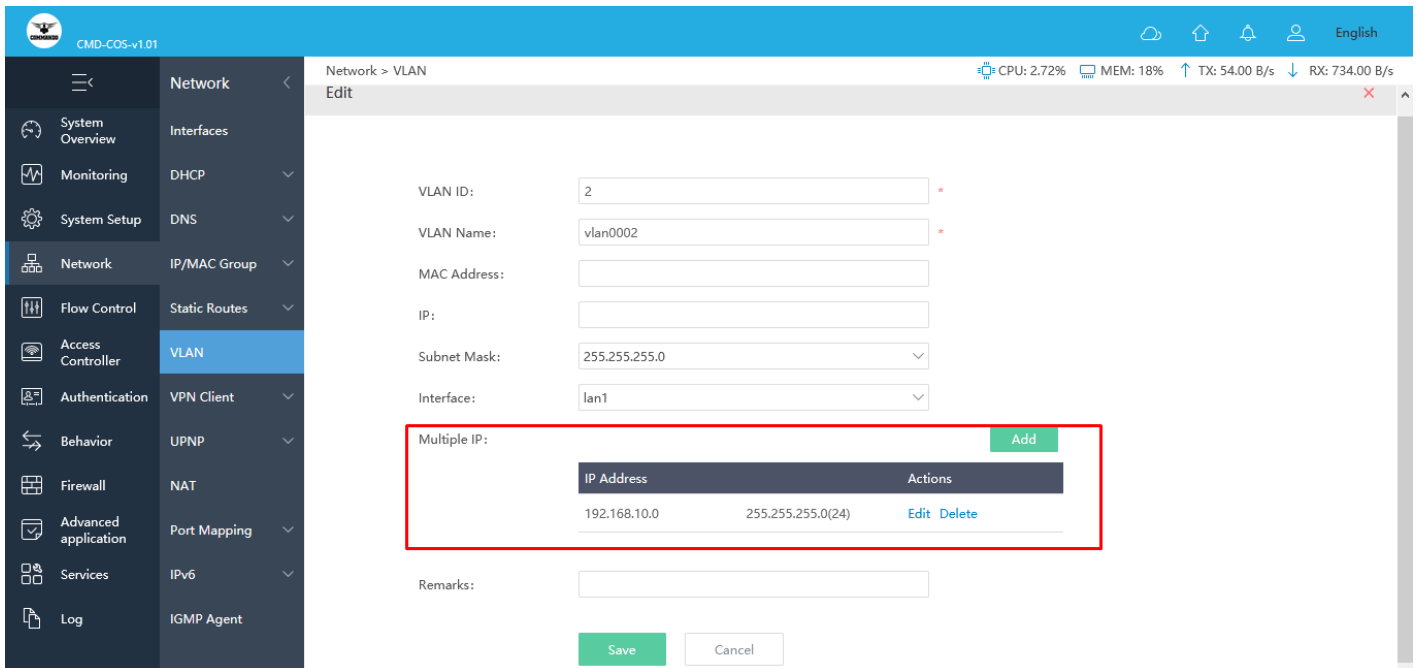 COMMANDO
CMD-COS-v1.01
English
Network
Network > VLAN
CPU: 2.72% MEM: 18% TX: 54.00 B/s RX: 734.00 B/s
Edit
System
Overview
Monitoring
System Setup
Network
Flow Control
Access
Controller
Authentication
Behavior
Firewall
Advanced
application
Services
Log
Interfaces
DHCP
DNS
IP/MAC Group
Static Routes
VLAN
VPN Client
UPNP
NAT
Port Mapping
IPv6
IGMP Agent
VLAN ID: 2 *
VLAN Name: vlan0002 *
MAC Address:
IP:
Subnet Mask: 255.255.255.0
Interface: lan1
Multiple IP: Add
IP Address Actions
192.168.10.0 255.255.255.0(24) Edit Delete
Remarks:
Save Cancel